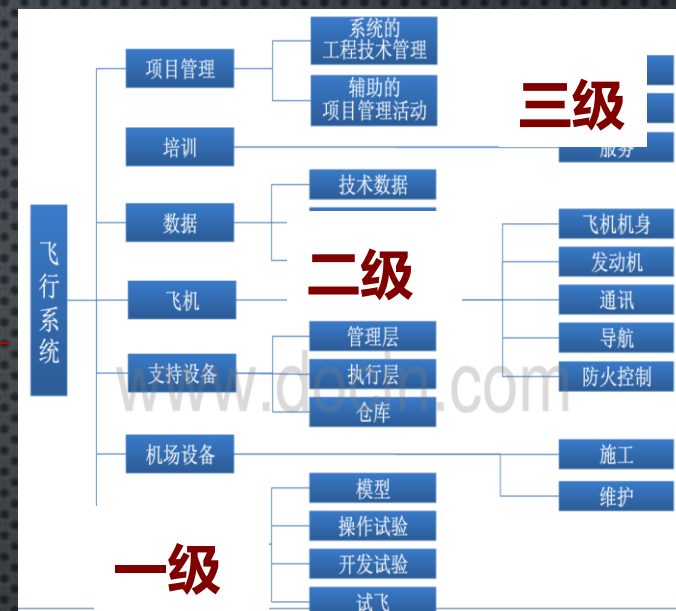 系统的
工程技术管理
项目管理
辅助的
项目管理活动
三级
培训
服务
技术数据
数据
飞机机身
二级
发动机
飞行系统
飞机
通讯
管理层
导航
支持设备
执行层
防火控制
www.docin.com
仓库
机场设备
施工
模型
维护
操作试验
一级
开发试验
试飞